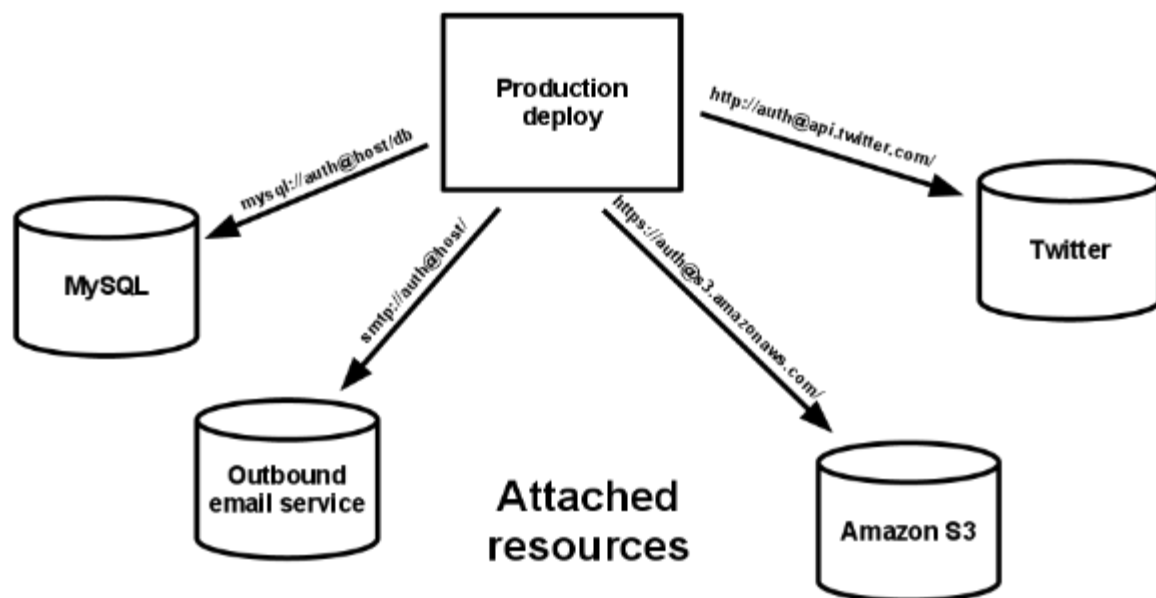 Production
deploy
mysql://auth@host/db
http://auth@api.twitter.com/
smtp://auth@host/
https://auth@s3.amazonaws.com/
MySQL
Twitter
Outbound
email service
Attached
resources
Amazon S3